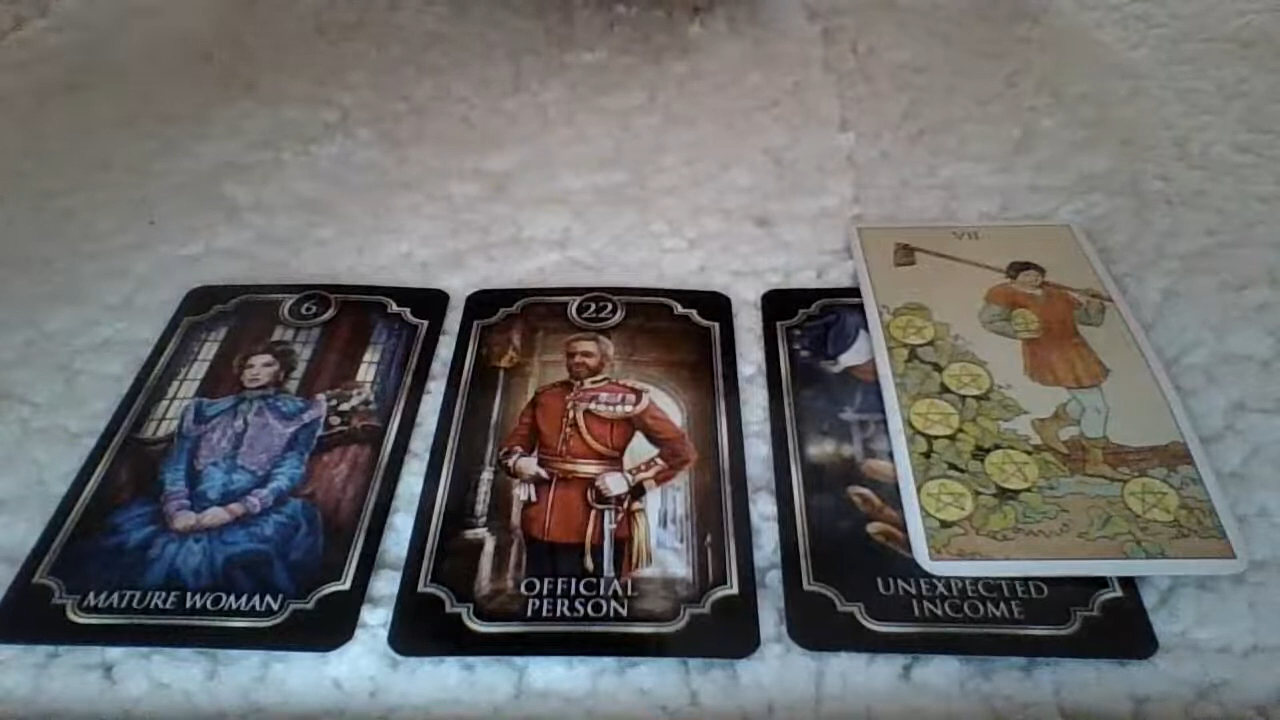 6
MATURE WOMAN
22
OFFICIAL
PERSON
UNEXPECTED
INCOME
VII